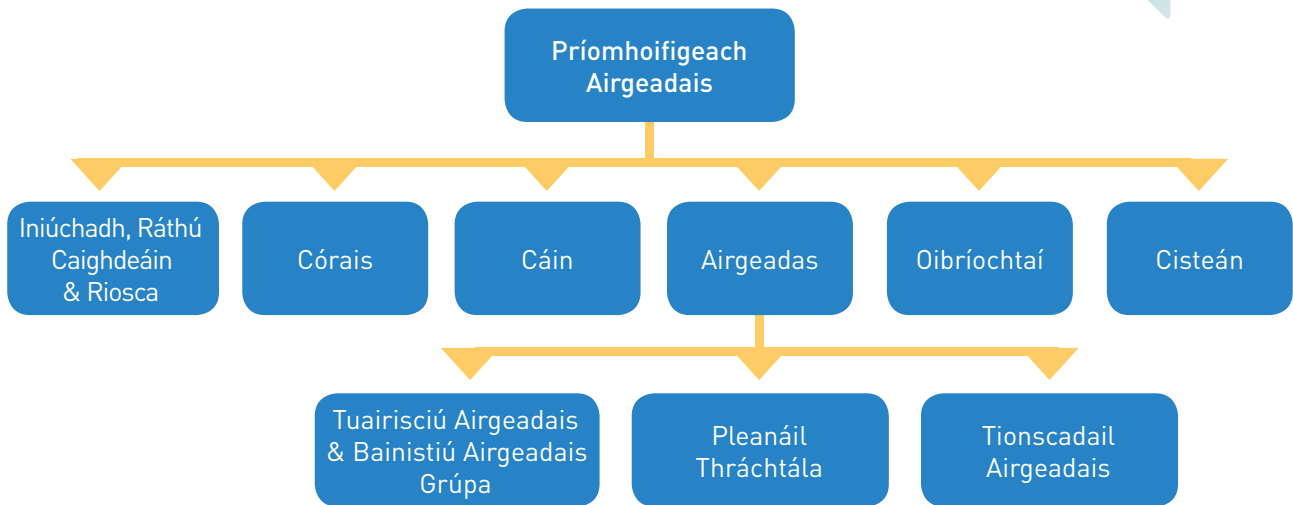 Príomhoifigeach
Airgeadais
Iniúchadh, Ráthú
Caighdeáin
& Riosca
Córais
Cáin
Airgeadas
Oibríochtaí
Cisteán
Tuairisciú Airgeadais
& Bainistiú Airgeadais
Grúpa
Pleanáil
Thráchtála
Tionscadail
Airgeadais